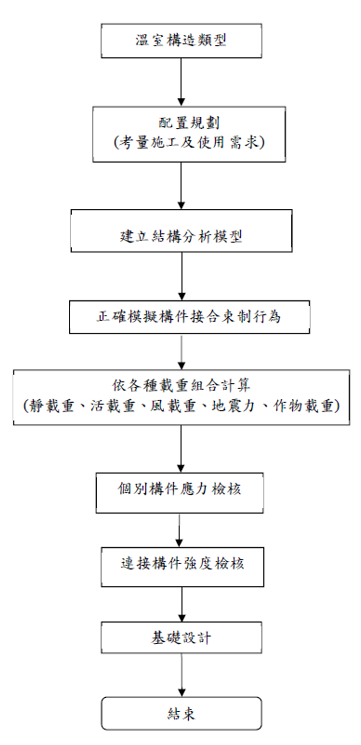 溫室構造類型
配置規劃
(考量施工及使用需求)
建立結構分析模型
正確模擬構件接合束制行為
依各種載重組合計算
(靜載重、活載重、風載重、地震力、作物載重)
個別構件應力檢核
連接構件強度檢核
基礎設計
結束